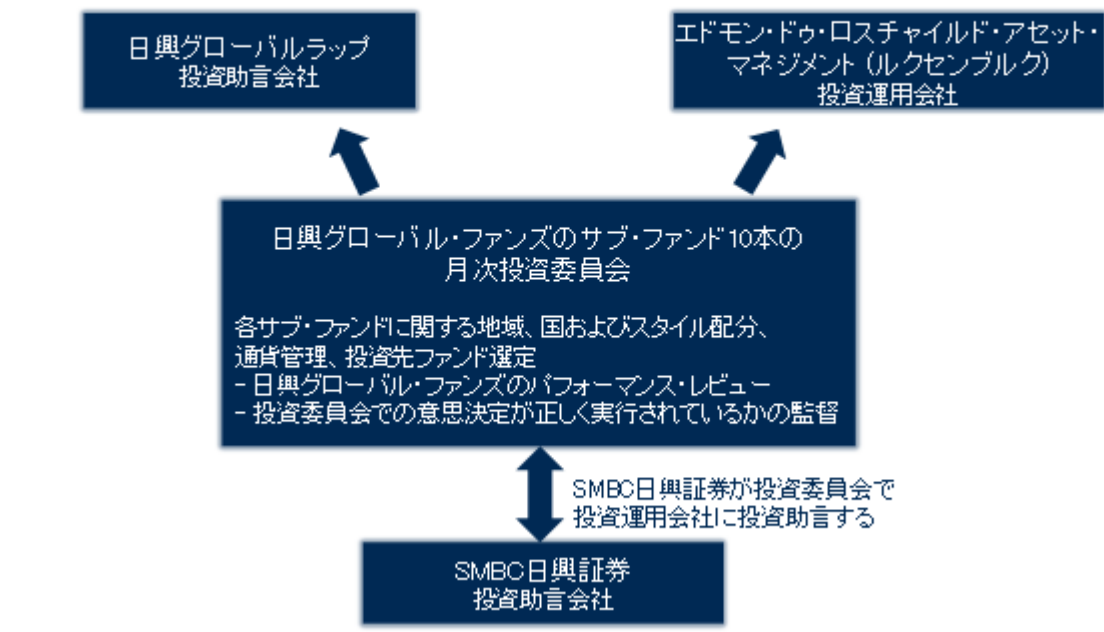 日興グローバルラップ
投資助言会社
エドモン・ドゥ・ロスチャイルド・アセット・
マネジメント（ルクセンブルク）
投資運用会社
日興グローバル・ファンズのサブ・ファンド10本の
月次投資委員会
各サブ・ファンドに関する地域、国およびスタイル配分、
通貨管理、投資先ファンド選定
- 日興グローバル・ファンズのパフォーマンス・レビュー
- 投資委員会での意思決定が正しく実行されているかの監督
SMBC日興証券が投資委員会で
投資運用会社に投資助言する
SMBC日興証券
投資助言会社